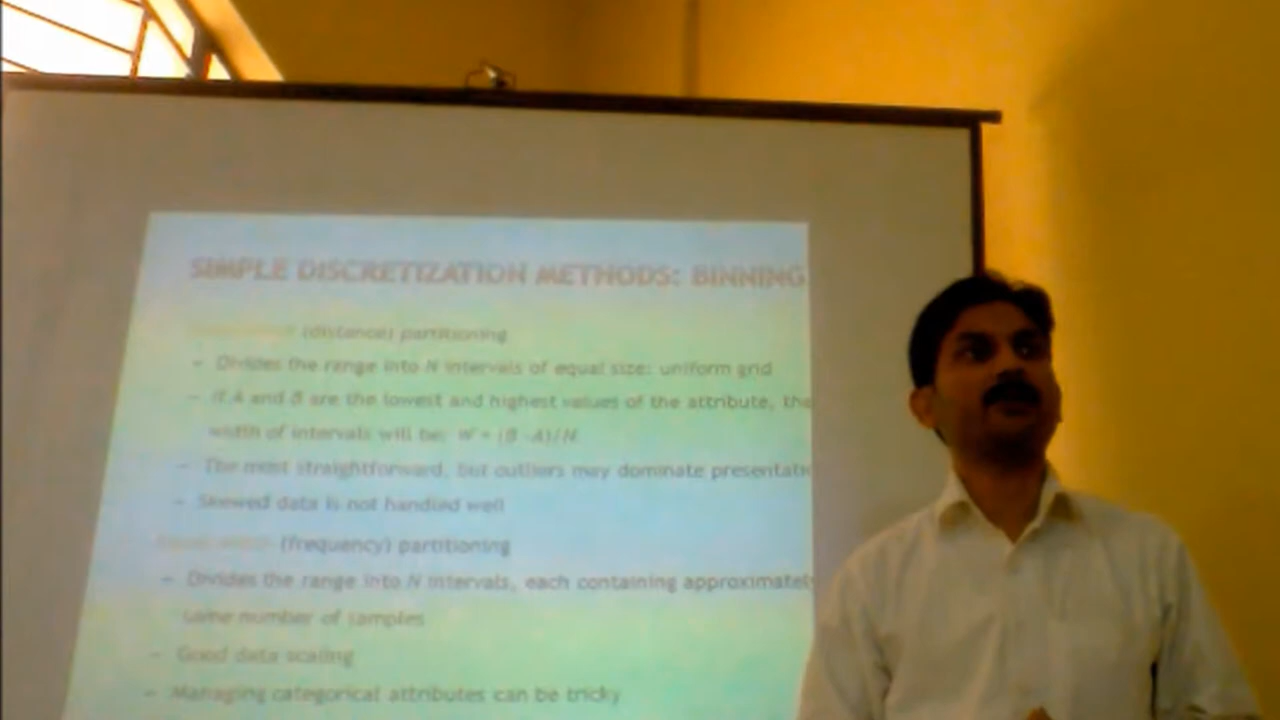 SIMPLE DISCRETIZATION METHODS: BINNING
(distance) partitioning
– Divides the range into N intervals of equal size: uniform grid
– If A and B are the lowest and highest values of the attribute, the
width of intervals will be: W = (B -A)/N
– The most straightforward, but outliers may dominate presentati
– Skewed data is not handled well
(frequency) partitioning
– Divides the range into N intervals, each containing approximately
same number of samples
– Good data scaling
– Managing categorical attributes can be tricky